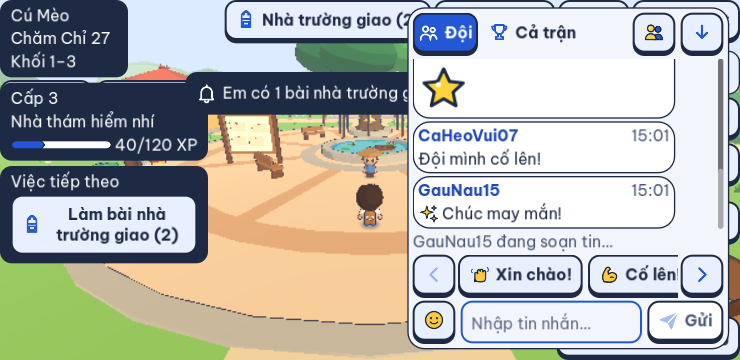 Cú Mèo
Chăm Chỉ 27
Khối 1–3
Nhà trường giao (2
Cấp 3
Nhà thám hiểm nhí
40/120 XP
Em có 1 bài nhà trường g
Việc tiếp theo
Làm bài nhà
trường giao (2)
Đội
Cả trận
CaHeoVui07 15:01
Đội mình cố lên!
GauNau15 15:01
✨ Chúc may mắn!
GauNau15 đang soạn tin…
👋 Xin chào!
💪 Cố lên!
Nhập tin nhắn…
Gửi